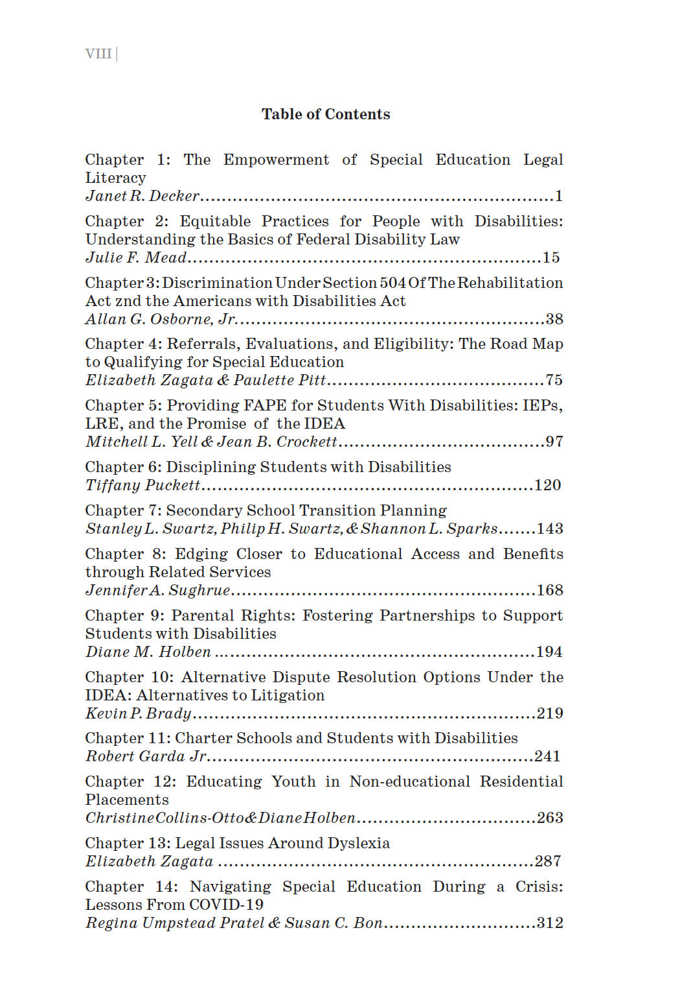 VIII |
Table of Contents
Chapter 1: The Empowerment of Special Education Legal
Literacy
Janet R. Decker.................................................................1
Chapter 2: Equitable Practices for People with Disabilities:
Understanding the Basics of Federal Disability Law
Julie F. Mead.................................................................15
Chapter 3: Discrimination Under Section 504 Of The Rehabilitation
Act znd the Americans with Disabilities Act
Allan G. Osborne, Jr.........................................................38
Chapter 4: Referrals, Evaluations, and Eligibility: The Road Map
to Qualifying for Special Education
Elizabeth Zagata & Paulette Pitt........................................75
Chapter 5: Providing FAPE for Students With Disabilities: IEPs,
LRE, and the Promise of the IDEA
Mitchell L. Yell & Jean B. Crockett......................................97
Chapter 6: Disciplining Students with Disabilities
Tiffany Puckett.............................................................120
Chapter 7: Secondary School Transition Planning
Stanley L. Swartz, Philip H. Swartz, & Shannon L. Sparks.......143
Chapter 8: Edging Closer to Educational Access and Benefits
through Related Services
Jennifer A. Sughrue........................................................168
Chapter 9: Parental Rights: Fostering Partnerships to Support
Students with Disabilities
Diane M. Holben ...........................................................194
Chapter 10: Alternative Dispute Resolution Options Under the
IDEA: Alternatives to Litigation
Kevin P. Brady...............................................................219
Chapter 11: Charter Schools and Students with Disabilities
Robert Garda Jr............................................................241
Chapter 12: Educating Youth in Non-educational Residential
Placements
Christine Collins-Otto & Diane Holben.................................263
Chapter 13: Legal Issues Around Dyslexia
Elizabeth Zagata ..........................................................287
Chapter 14: Navigating Special Education During a Crisis:
Lessons From COVID-19
Regina Umpstead Pratel & Susan C. Bon............................312